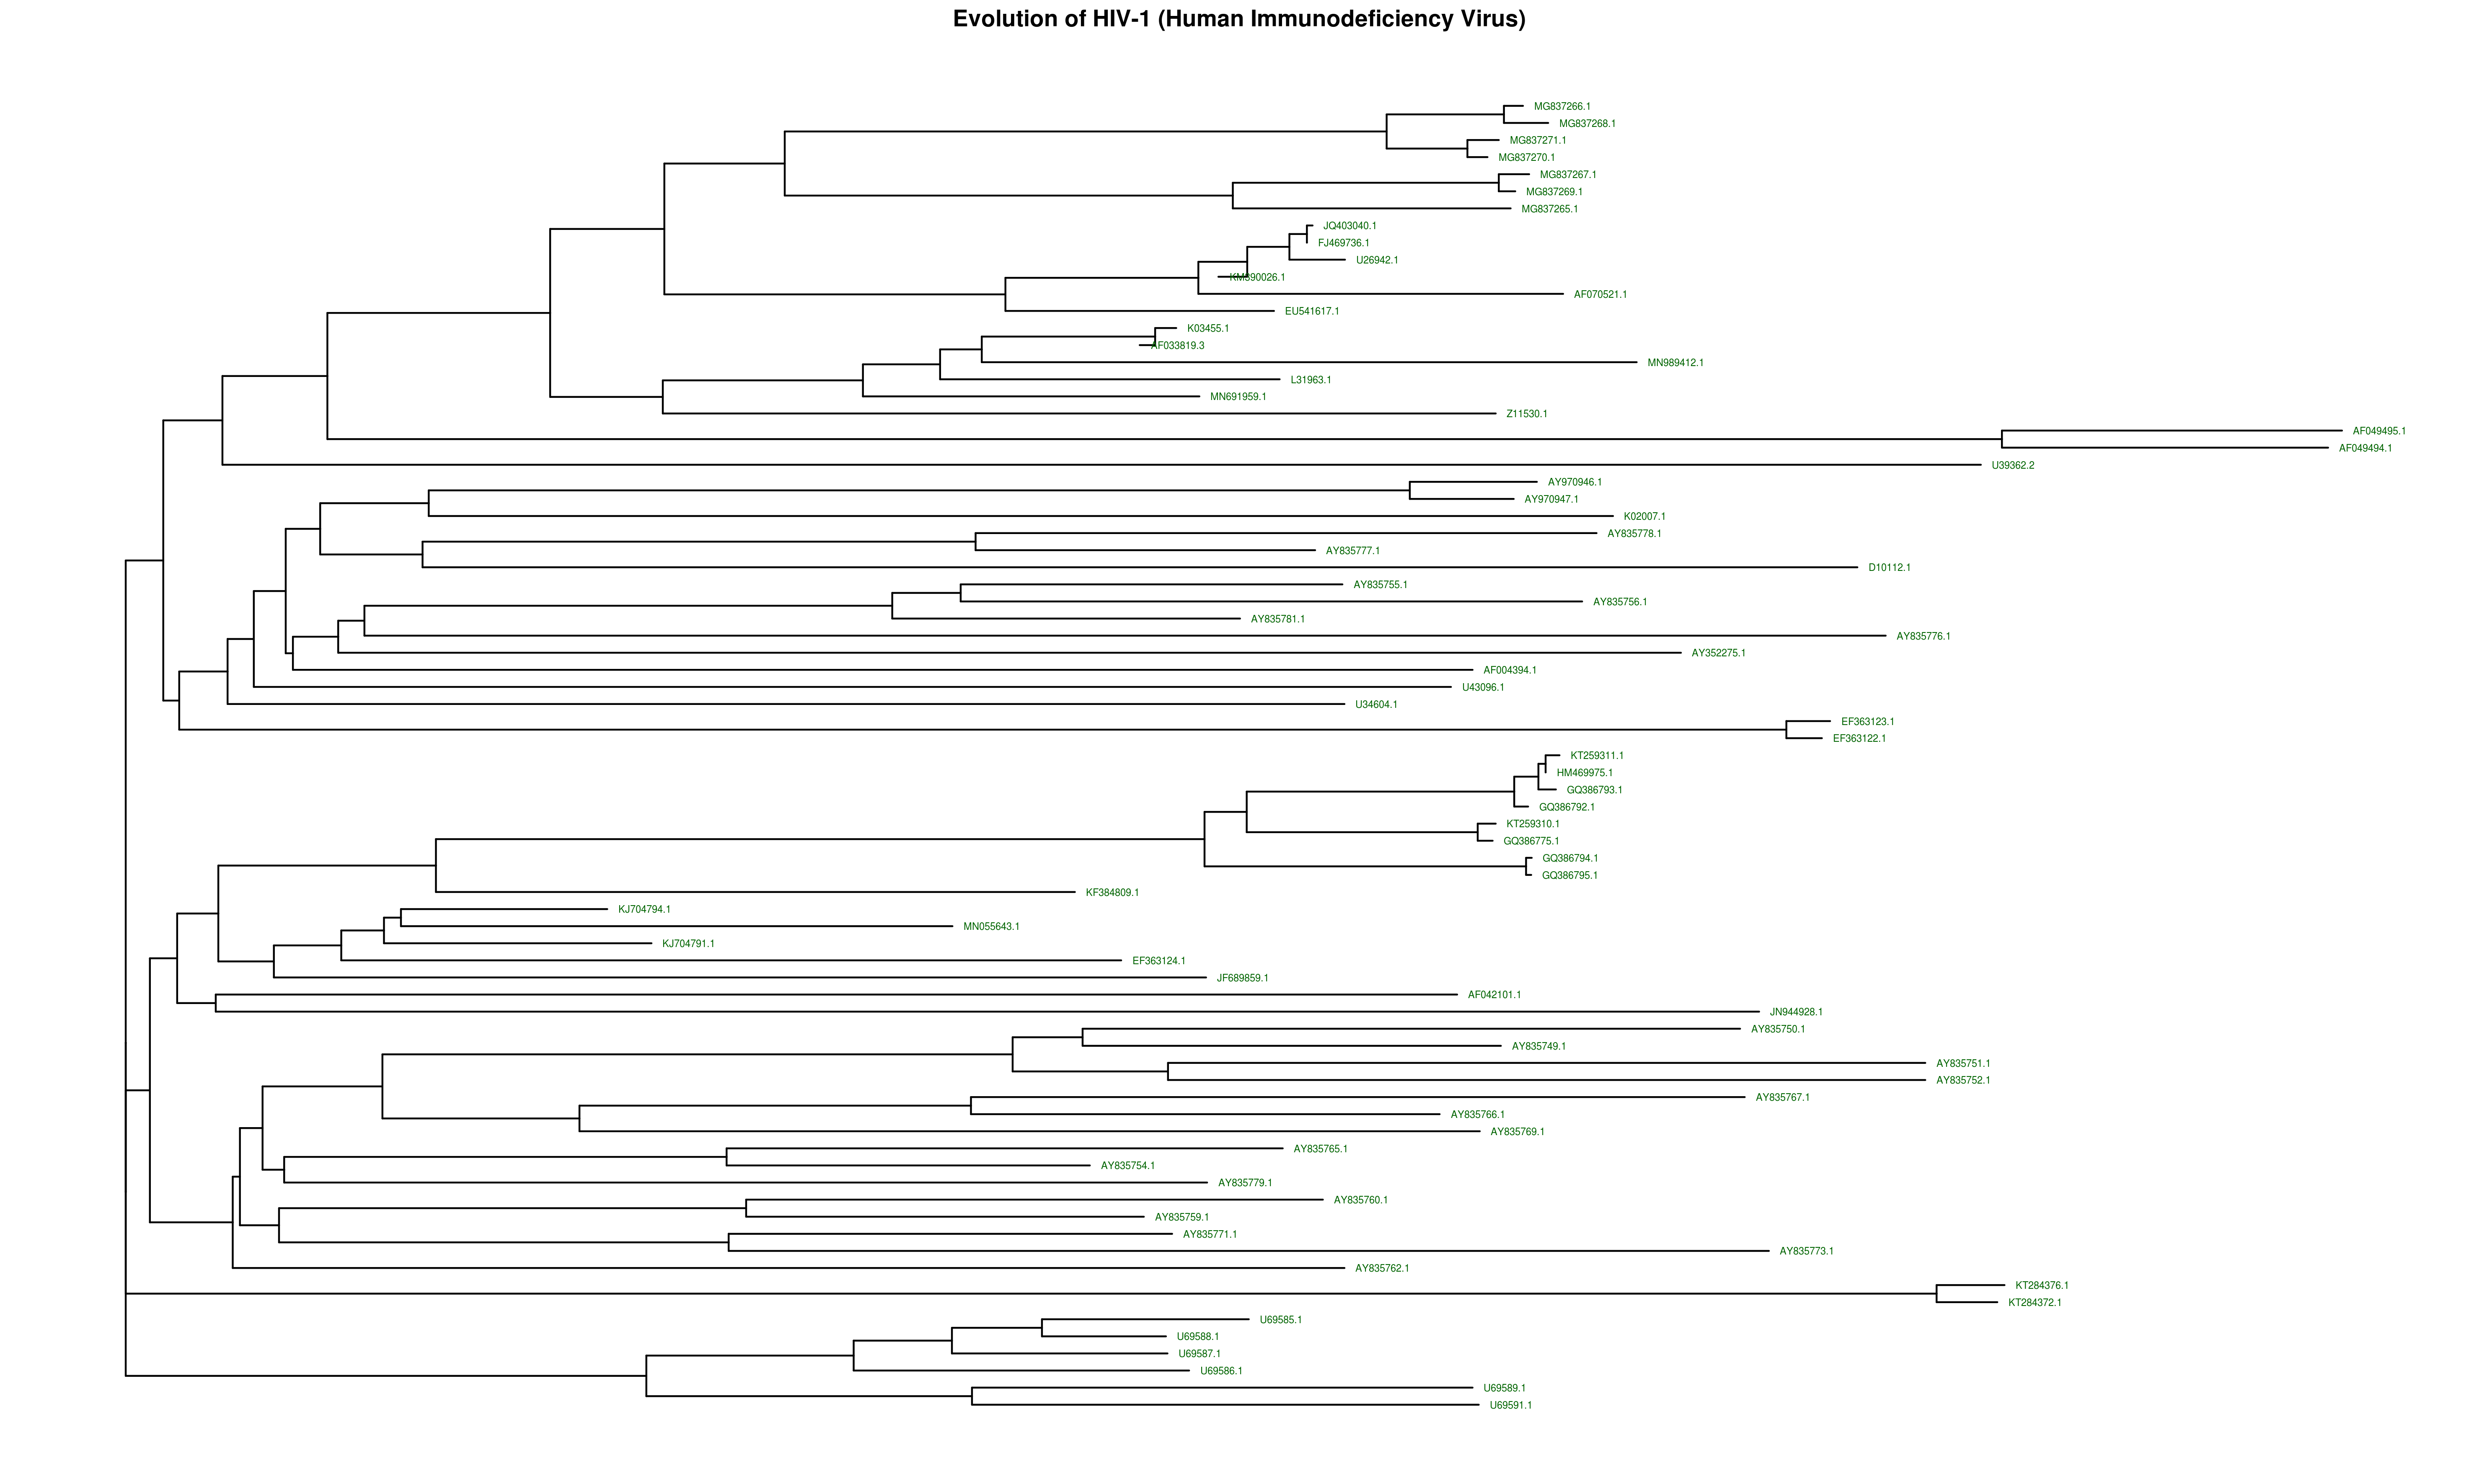 Evolution of HIV-1 (Human Immunodeficiency Virus)
MG837266.1
MG837268.1
MG837271.1
MG837270.1
MG837267.1
MG837269.1
MG837265.1
JQ403040.1
FJ469736.1
U26942.1
KM390026.1
AF070521.1
EU541617.1
K03455.1
AF033819.3
MN989412.1
L31963.1
MN691959.1
Z11530.1
AF049495.1
AF049494.1
U39362.2
AY970946.1
AY970947.1
K02007.1
AY835778.1
AY835777.1
D10112.1
AY835755.1
AY835756.1
AY835781.1
AY835776.1
AY352275.1
AF004394.1
U43096.1
U34604.1
EF363123.1
EF363122.1
KT259311.1
HM469975.1
GQ386793.1
GQ386792.1
KT259310.1
GQ386775.1
GQ386794.1
GQ386795.1
KF384809.1
KJ704794.1
MN055643.1
KJ704791.1
EF363124.1
JF689859.1
AF042101.1
JN944928.1
AY835750.1
AY835749.1
AY835751.1
AY835752.1
AY835767.1
AY835766.1
AY835769.1
AY835765.1
AY835754.1
AY835779.1
AY835760.1
AY835759.1
AY835771.1
AY835773.1
AY835762.1
KT284376.1
KT284372.1
U69585.1
U69588.1
U69587.1
U69586.1
U69589.1
U69591.1